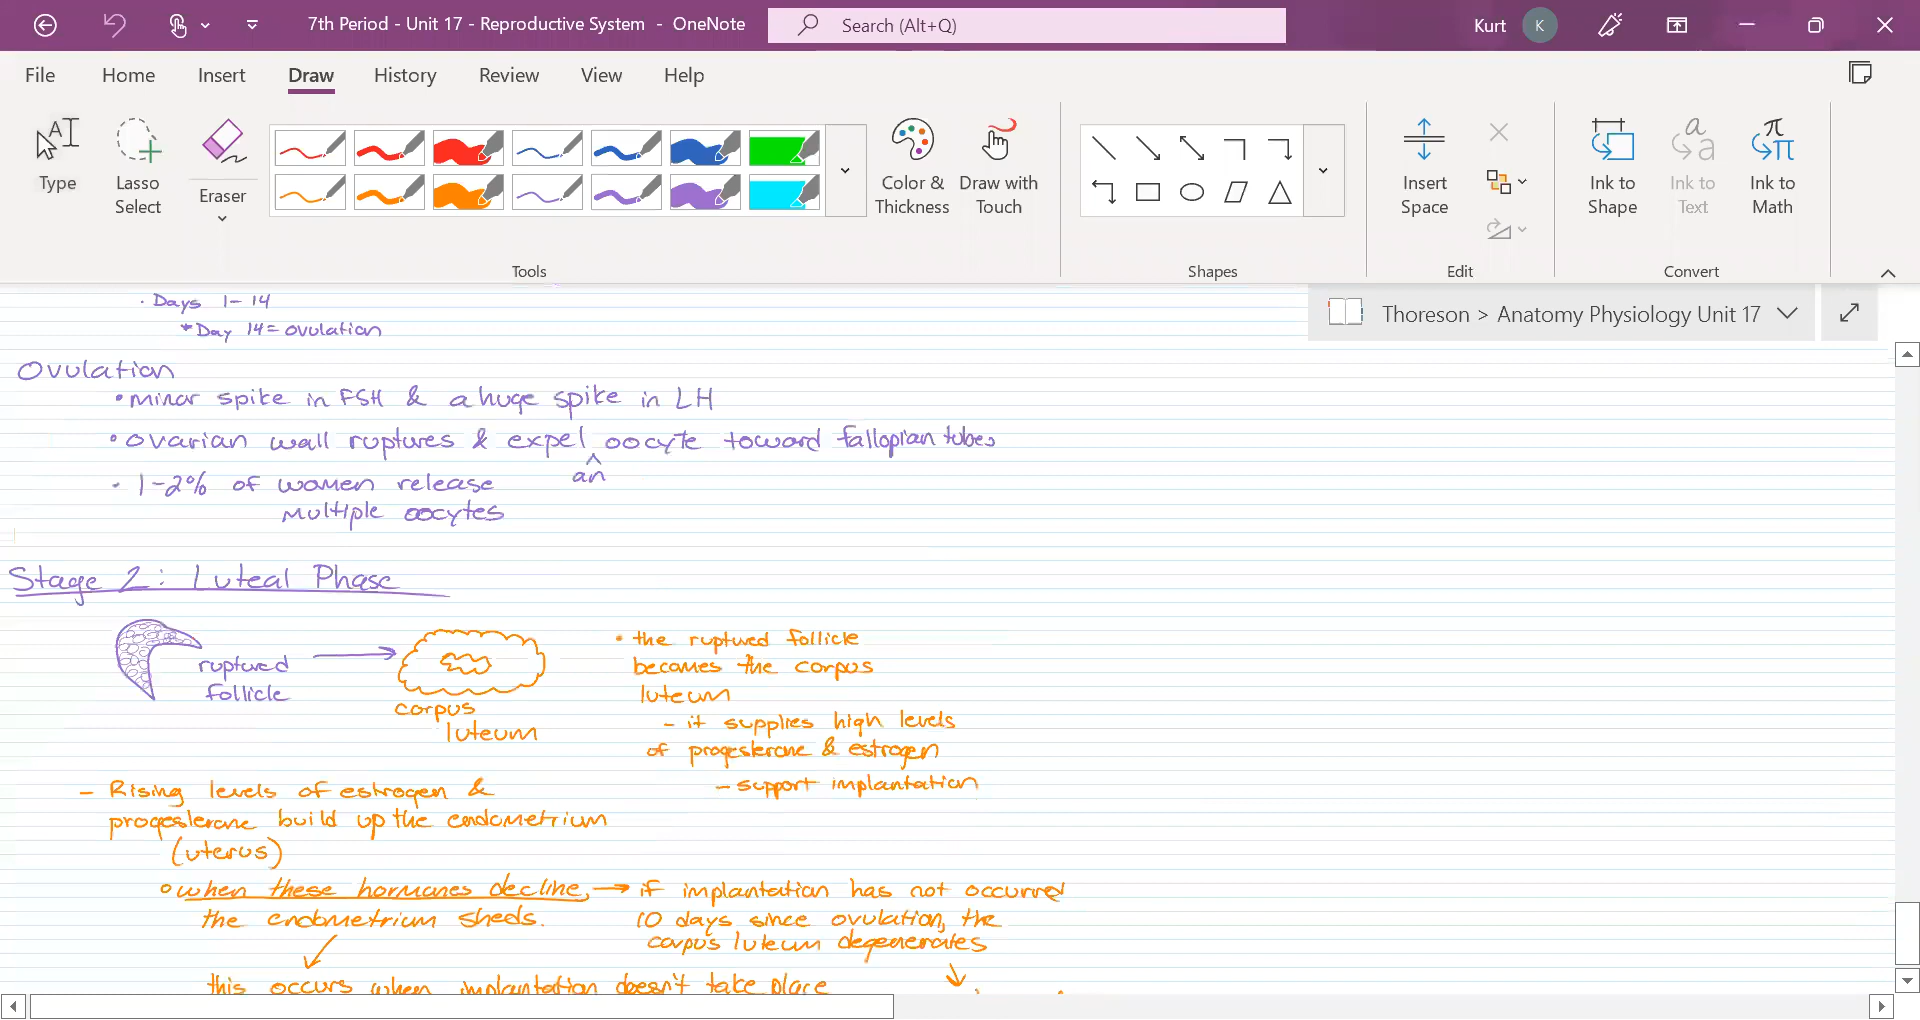 7th Period - Unit 17 - Reproductive System - OneNote
Search (Alt+Q)
Kurt
K
File Home Insert Draw History Review View Help
Type
Lasso Select
Eraser
Color & Thickness
Draw with Touch
Insert Space
Ink to Shape
Ink to Text
Ink to Math
Tools
Shapes
Edit
Convert
Thoreson > Anatomy Physiology Unit 17
• Days 1-14
*Day 14 = ovulation
Ovulation
• minor spike in FSH & a huge spike in LH
• ovarian wall ruptures & expel ^ oocyte toward fallopian tubes
an
• 1-2% of women release
multiple oocytes
Stage 2: Luteal Phase
ruptured
follicle
corpus
luteum
• the ruptured follicle
becomes the corpus
luteum
- it supplies high levels
of progesterone & estrogen
- support implantation
- Rising levels of estrogen &
progesterone build up the endometrium
(uterus)
• when these hormones decline, → if implantation has not occurred
the endometrium sheds.
10 days since ovulation, the
corpus luteum degenerates
this occurs when implantation doesn't take place